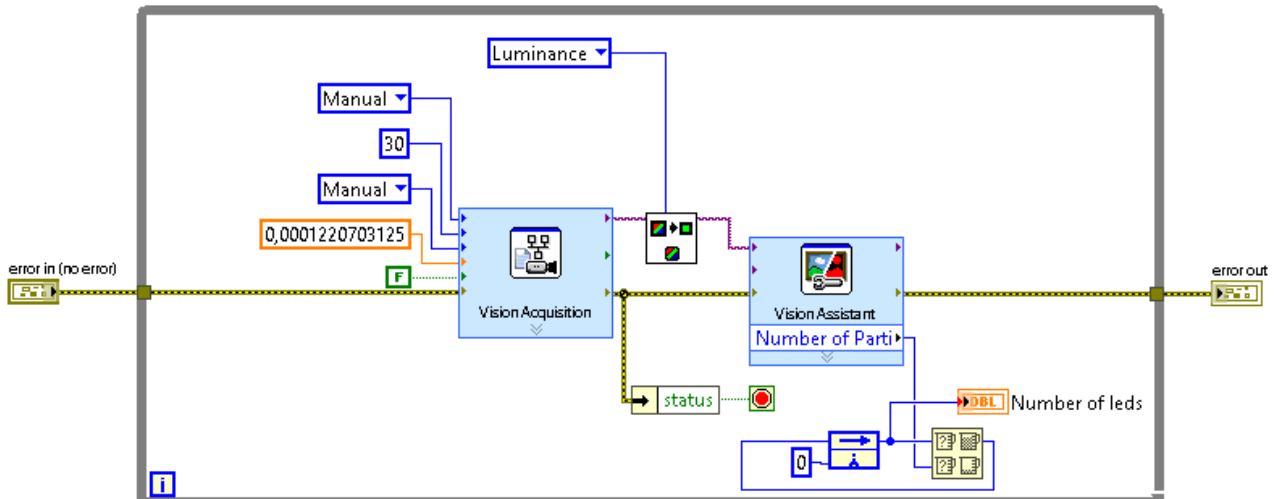 Luminance
Manual
30
Manual
0,0001220703125
F
error in (no error)
error out
Vision Acquisition
Vision Assistant
Number of Parti
status
DBL
Number of leds
0
i